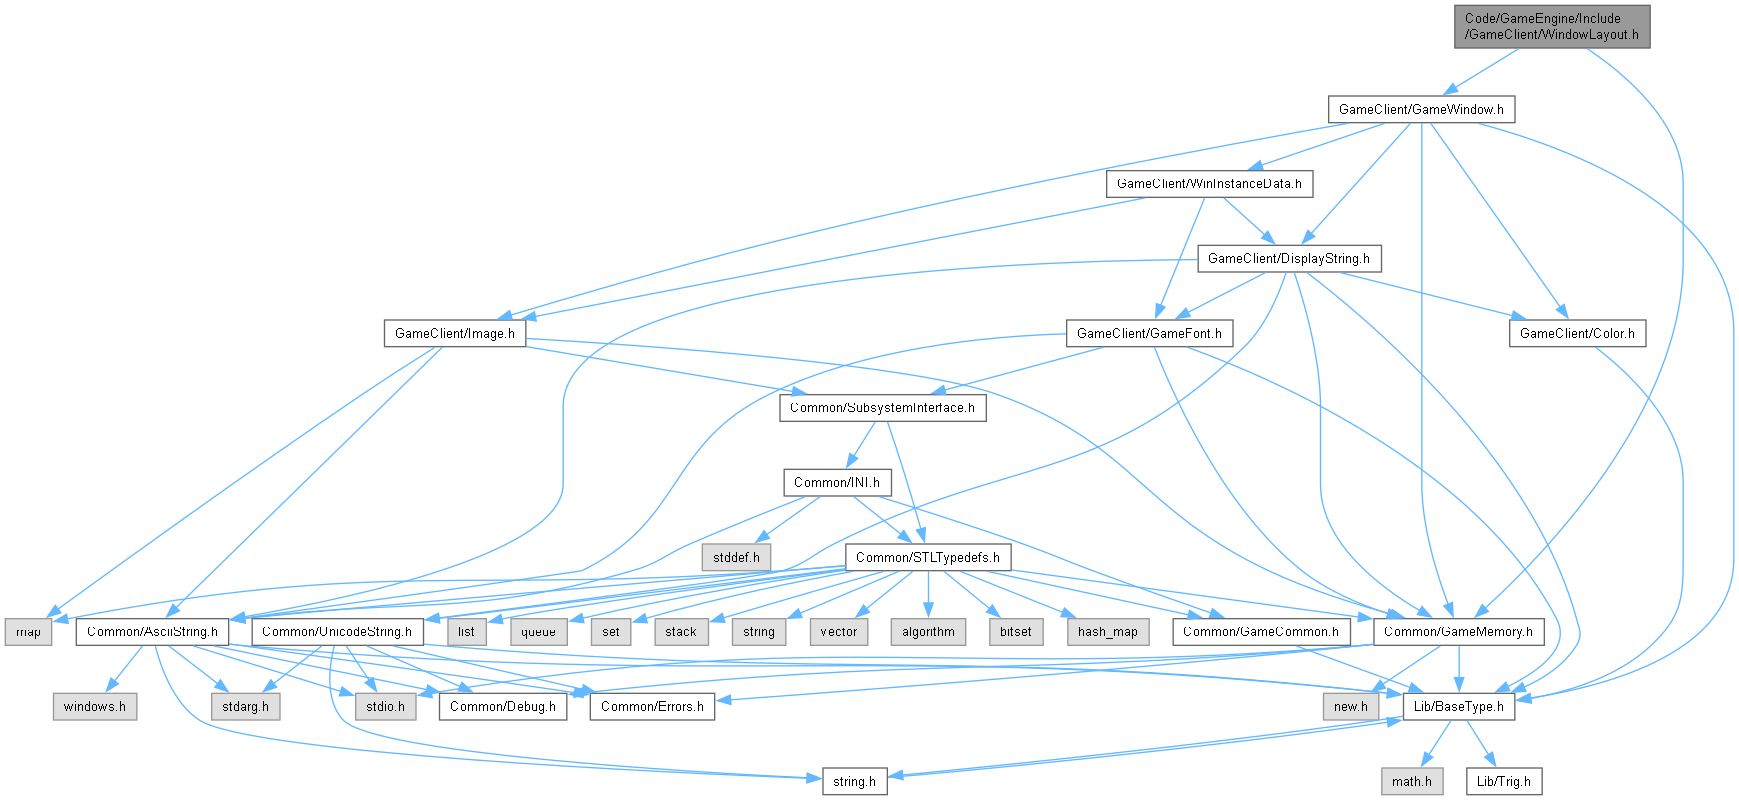 Code/GameEngine/Include
/GameClient/WindowLayout.h
GameClient/GameWindow.h
GameClient/WinInstanceData.h
GameClient/DisplayString.h
GameClient/Image.h
GameClient/GameFont.h
GameClient/Color.h
Common/SubsystemInterface.h
Common/INI.h
stddef.h
Common/STLTypedefs.h
map
Common/AsciiString.h
Common/UnicodeString.h
list
queue
set
stack
string
vector
algorithm
bitset
hash_map
Common/GameCommon.h
Common/GameMemory.h
windows.h
stdarg.h
stdio.h
Common/Debug.h
Common/Errors.h
new.h
Lib/BaseType.h
string.h
math.h
Lib/Trig.h